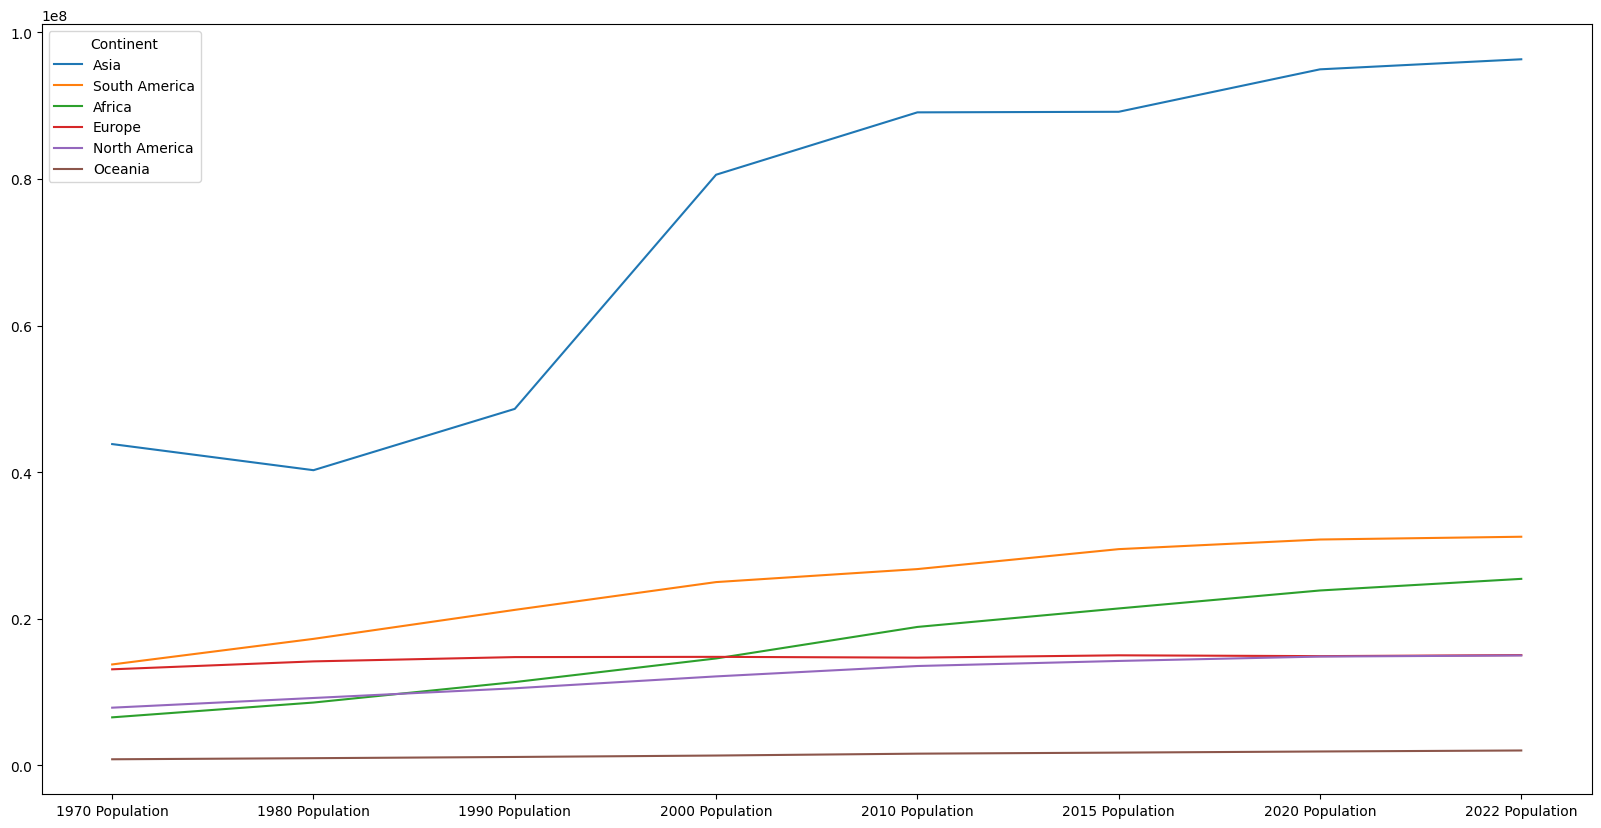 1e8
1.0
0.8
0.6
0.4
0.2
0.0
Continent
Asia
South America
Africa
Europe
North America
Oceania
1970 Population 1980 Population 1990 Population 2000 Population 2010 Population 2015 Population 2020 Population 2022 Population